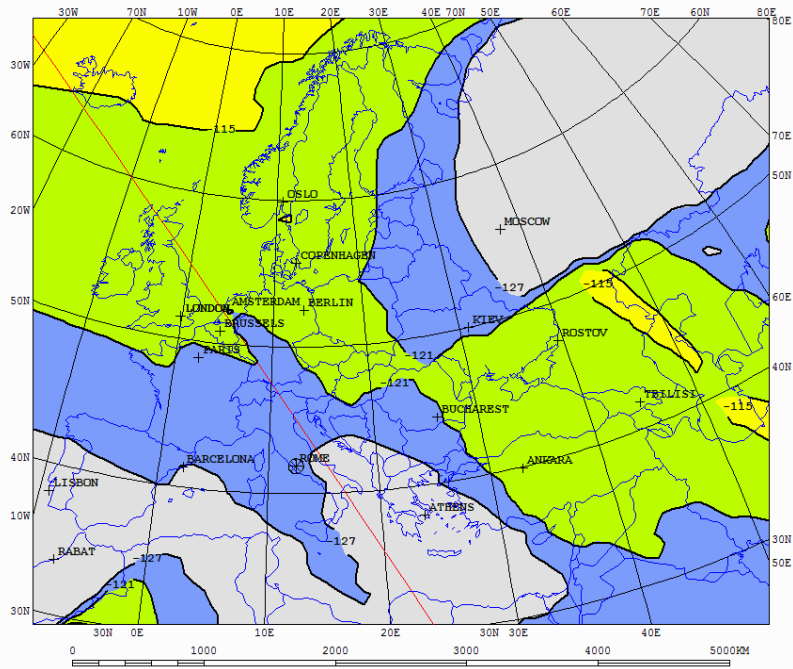 30W 70N 10W 0E 10E 20E 30E 40E 70N 50E 60E 70E 60N 80E
80E
30W
-115
60N
70E
50N
OSLO
20W
MOSCOW
COPENHAGEN
-127
-115
60E
50N
AMSTERDAM
LONDON
BERLIN
BRUSSELS
KIEV
ROSTOV
PARIS
-121
40N
-121
TBILISI
-115
BUCHAREST
40N
BARCELONA
ROME
ANKARA
LISBON
10W
ATHENS
-127
30N
RABAT
-127
50E
-121
30N
30N 0E 10E 20E 30N 30E 40E
0 1000 2000 3000 4000 5000KM